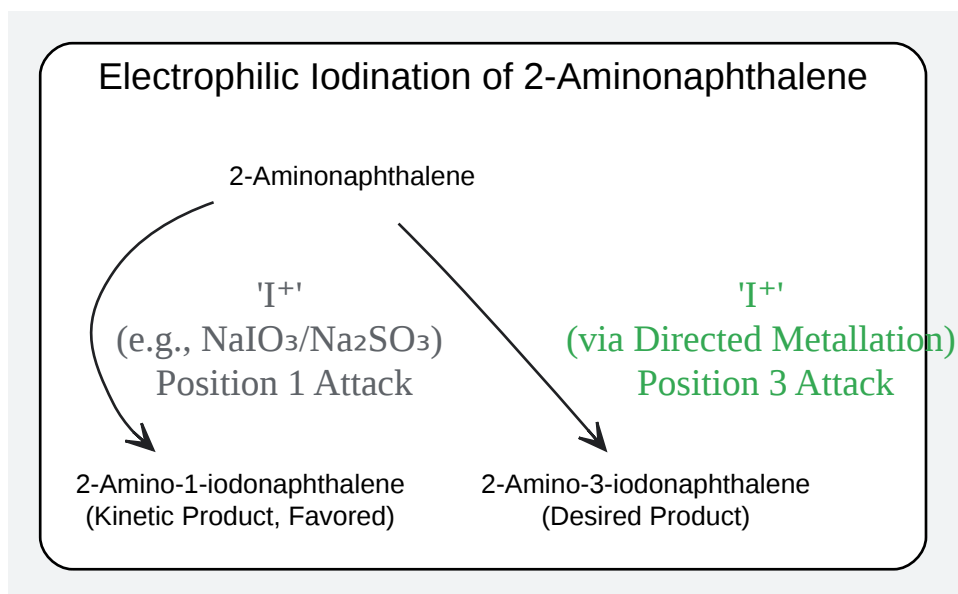 Electrophilic Iodination of 2-Aminonaphthalene
2-Aminonaphthalene
'I⁺'
(e.g., NaIO₃/Na₂SO₃)
Position 1 Attack
'I⁺'
(via Directed Metallation)
Position 3 Attack
2-Amino-1-iodonaphthalene
(Kinetic Product, Favored)
2-Amino-3-iodonaphthalene
(Desired Product)